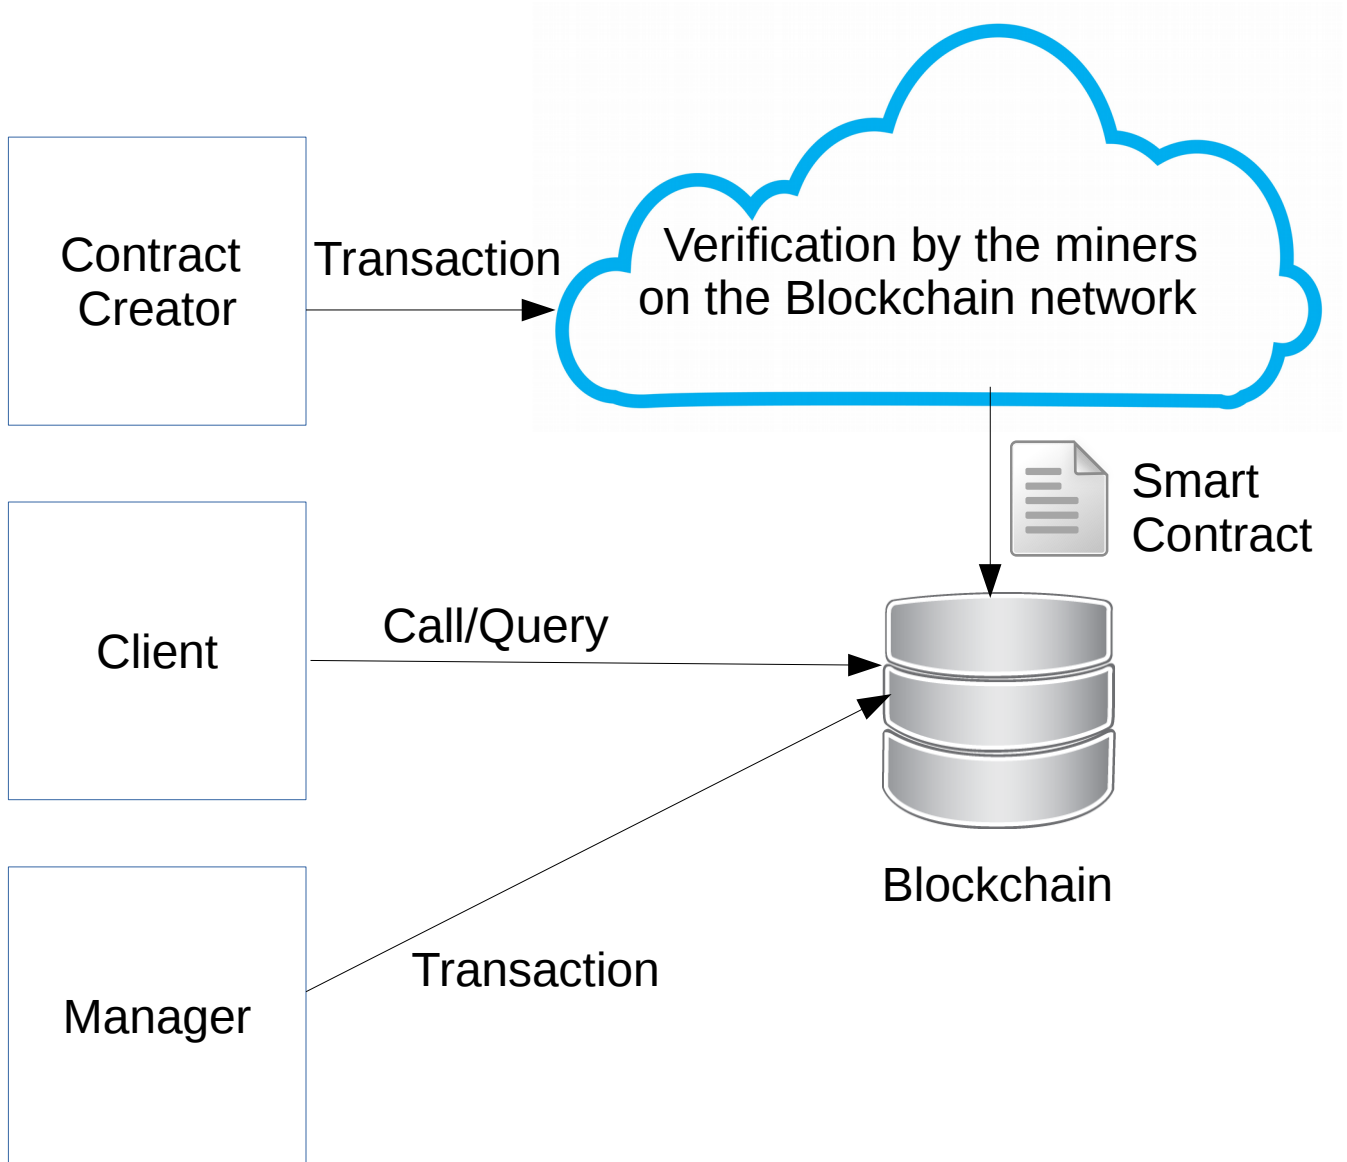 Contract
Creator
Transaction
Verification by the miners
on the Blockchain network
Smart
Contract
Client
Call/Query
Blockchain
Transaction
Manager